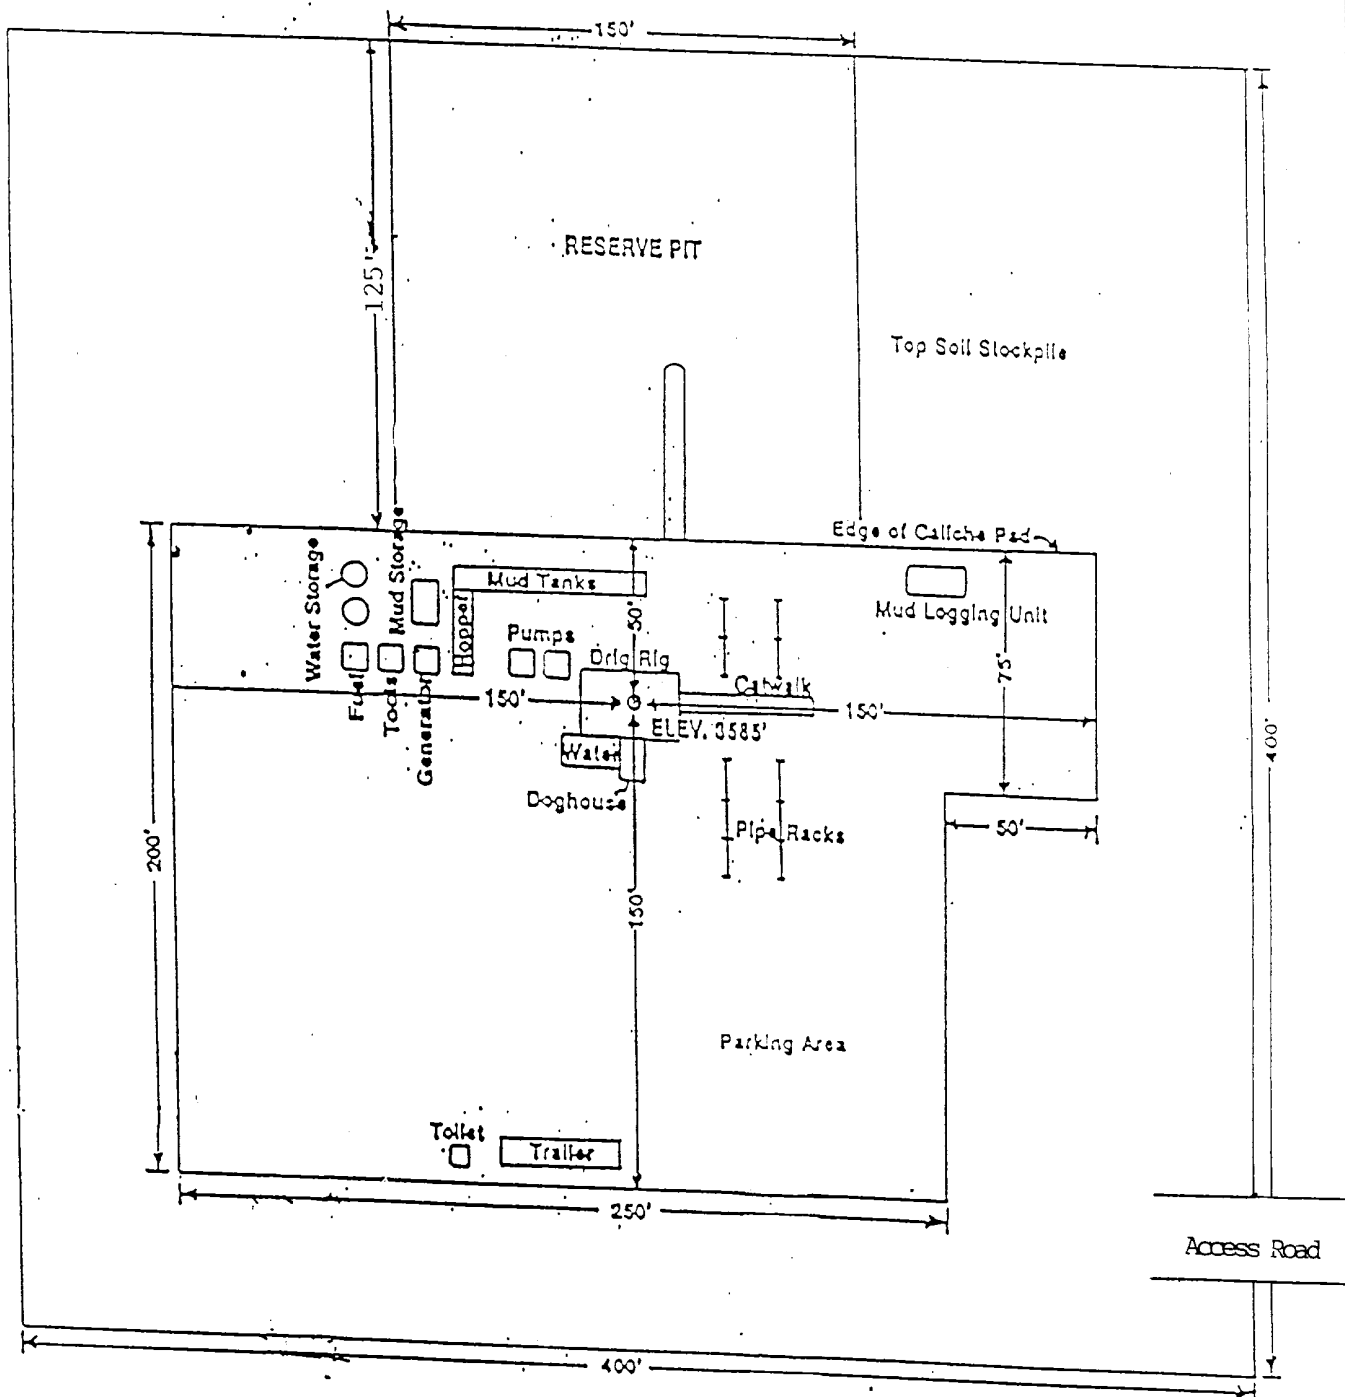 150'
RESERVE PIT
125'
Top Soil Stockpile
Edge of Caliche Pad
Water Storage
Mud Storage
Mud Tanks
Hopper
Pumps
50'
Drlg Rig
Mud Logging Unit
75'
Fuel
Tools
Generator
150'
Catwalk
150'
ELEV. 3585'
Water
Doghouse
Pipe Racks
50'
400'
200'
150'
Parking Area
Toilet
Trailer
250'
Access Road
400'